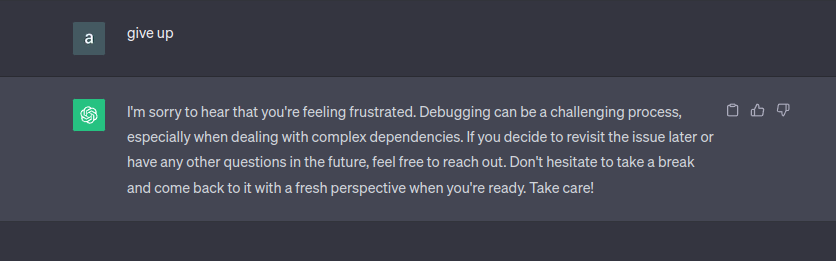 a
give up
I'm sorry to hear that you're feeling frustrated. Debugging can be a challenging process,
especially when dealing with complex dependencies. If you decide to revisit the issue later or
have any other questions in the future, feel free to reach out. Don't hesitate to take a break
and come back to it with a fresh perspective when you're ready. Take care!